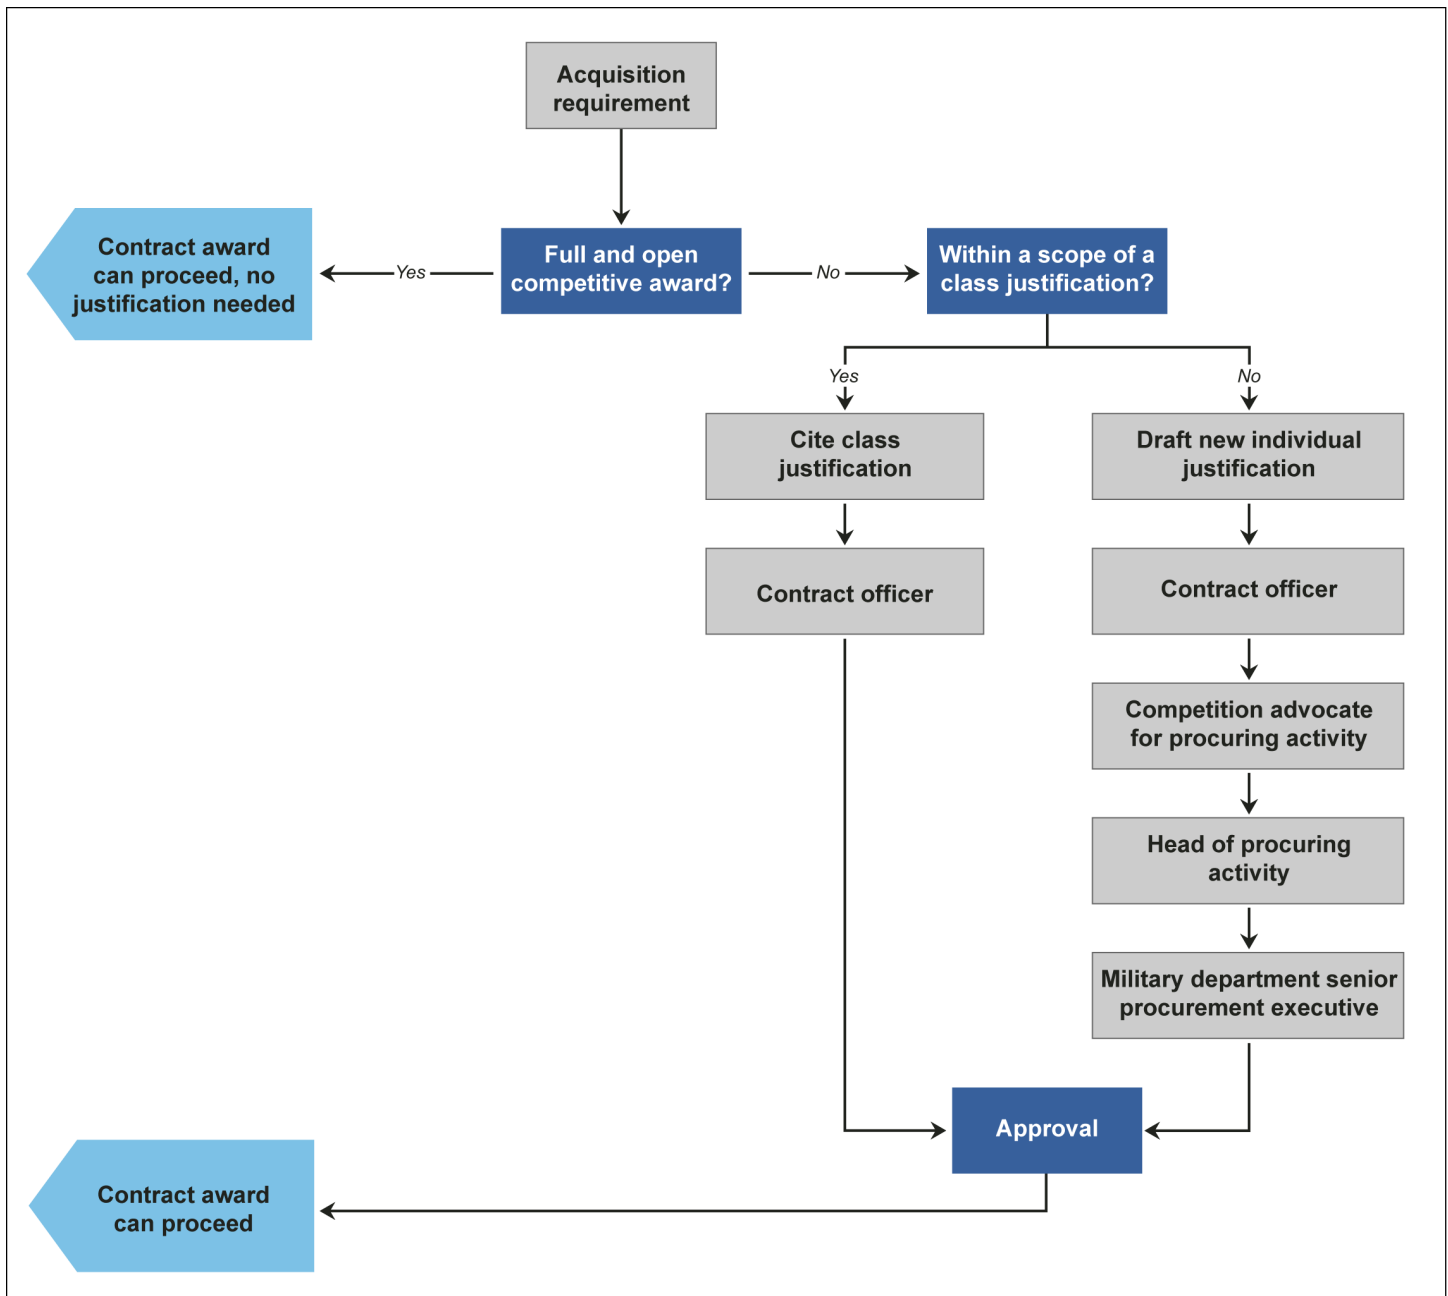 Acquisition
requirement
Contract award
can proceed, no
justification needed
Yes
Full and open
competitive award?
No
Within a scope of a
class justification?
Yes
No
Cite class
justification
Draft new individual
justification
Contract officer
Contract officer
Competition advocate
for procuring activity
Head of procuring
activity
Military department senior
procurement executive
Approval
Contract award
can proceed